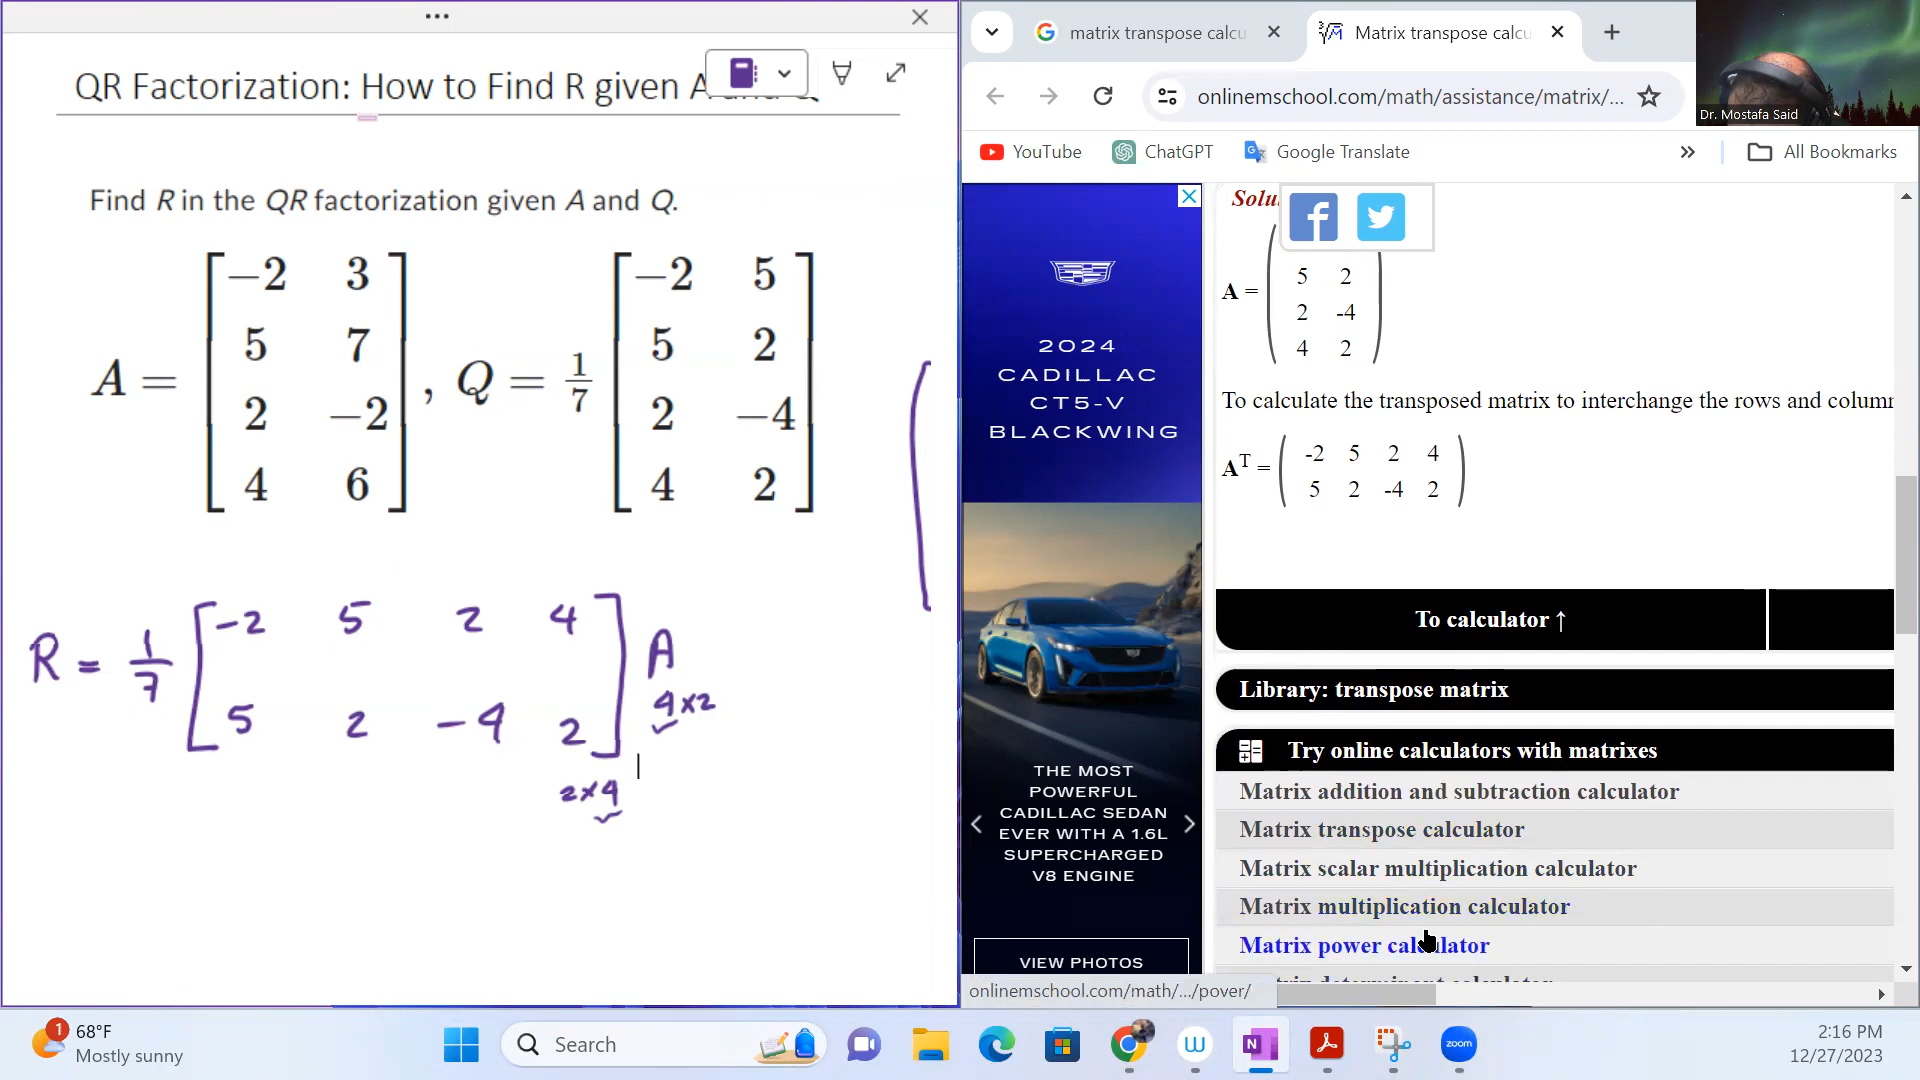 QR Factorization: How to Find R given A and Q
Find R in the QR factorization given A and Q.
A = [ −2 3
5 7
2 −2
4 6 ] , Q = 1/7 [ −2 5
5 2
2 −4
4 2 ]
R = 1/7 [ -2 5 2 4
5 2 -4 2 ] A
4x2
2x4
matrix transpose calcu
Matrix transpose calcu
onlinemschool.com/math/assistance/matrix/...
Dr. Mostafa Said
YouTube
ChatGPT
Google Translate
»
All Bookmarks
2024
CADILLAC
CT5-V
BLACKWING
THE MOST
POWERFUL
CADILLAC SEDAN
EVER WITH A 1.6L
SUPERCHARGED
V8 ENGINE
VIEW PHOTOS
A =
5 2
2 -4
4 2
To calculate the transposed matrix to interchange the rows and column
Aᵀ =
-2 5 2 4
5 2 -4 2
To calculator ↑
Library: transpose matrix
Try online calculators with matrixes
Matrix addition and subtraction calculator
Matrix transpose calculator
Matrix scalar multiplication calculator
Matrix multiplication calculator
Matrix power calculator
onlinemschool.com/math/.../pover/
1
68°F
Mostly sunny
Search
zoom
2:16 PM
12/27/2023